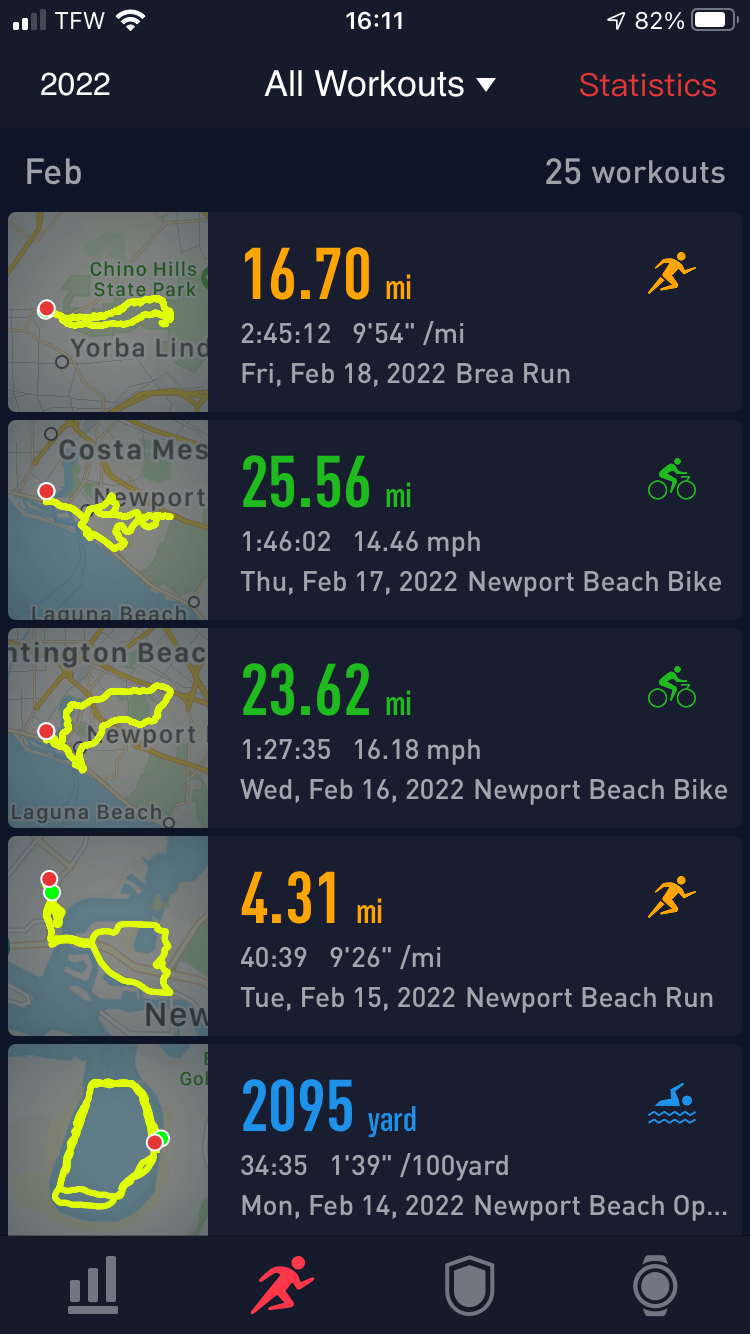 TFW 16:11 82%
2022 All Workouts Statistics
Feb 25 workouts
Chino Hills
State Park
Yorba Lind
16.70 mi
2:45:12 9'54" /mi
Fri, Feb 18, 2022 Brea Run
Costa Mes
Newport
Laguna Beach
25.56 mi
1:46:02 14.46 mph
Thu, Feb 17, 2022 Newport Beach Bike
ntington Beac
Newport
Laguna Beach
23.62 mi
1:27:35 16.18 mph
Wed, Feb 16, 2022 Newport Beach Bike
New
4.31 mi
40:39 9'26" /mi
Tue, Feb 15, 2022 Newport Beach Run
Gol
2095 yard
34:35 1'39" /100yard
Mon, Feb 14, 2022 Newport Beach Op...